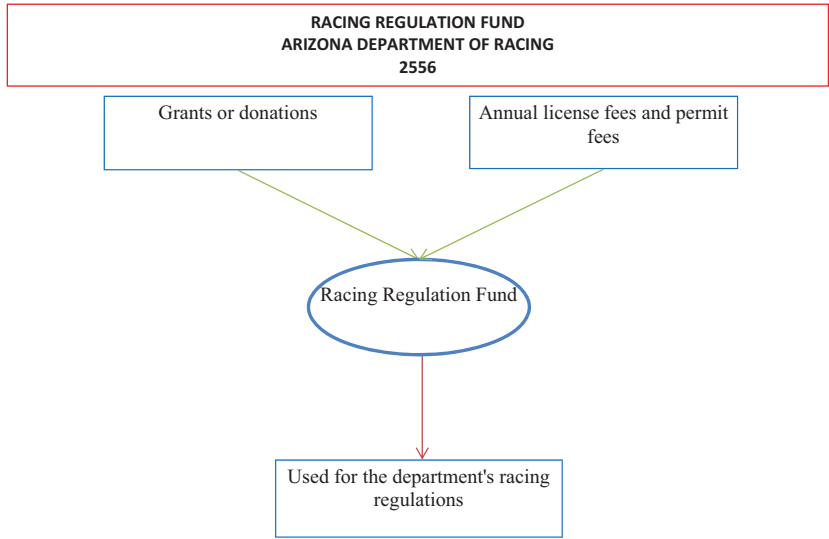 RACING REGULATION FUND
ARIZONA DEPARTMENT OF RACING
2556
Grants or donations
Annual license fees and permit
fees
Racing Regulation Fund
Used for the department's racing
regulations